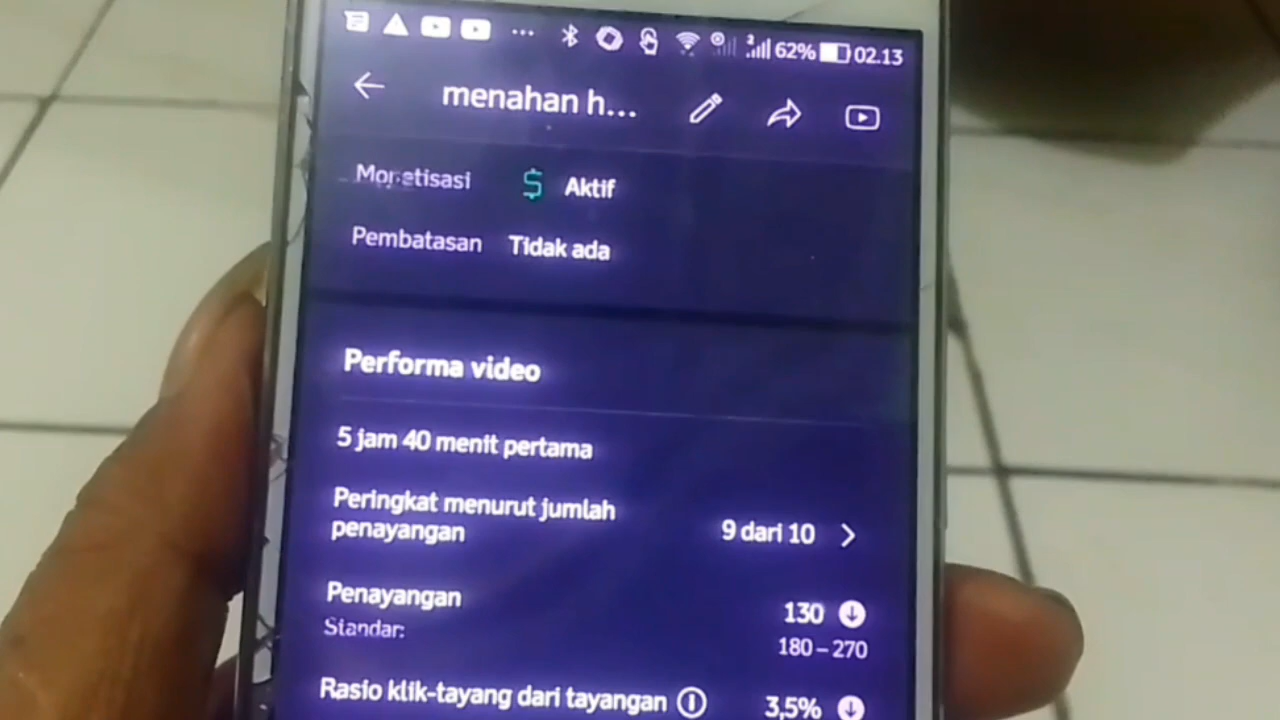 62% 02.13
menahan h...
Monetisasi $ Aktif
Pembatasan Tidak ada
Performa video
5 jam 40 menit pertama
Peringkat menurut jumlah
penayangan
9 dari 10
Penayangan
130
Standar:
180 – 270
Rasio klik-tayang dari tayangan
3,5%